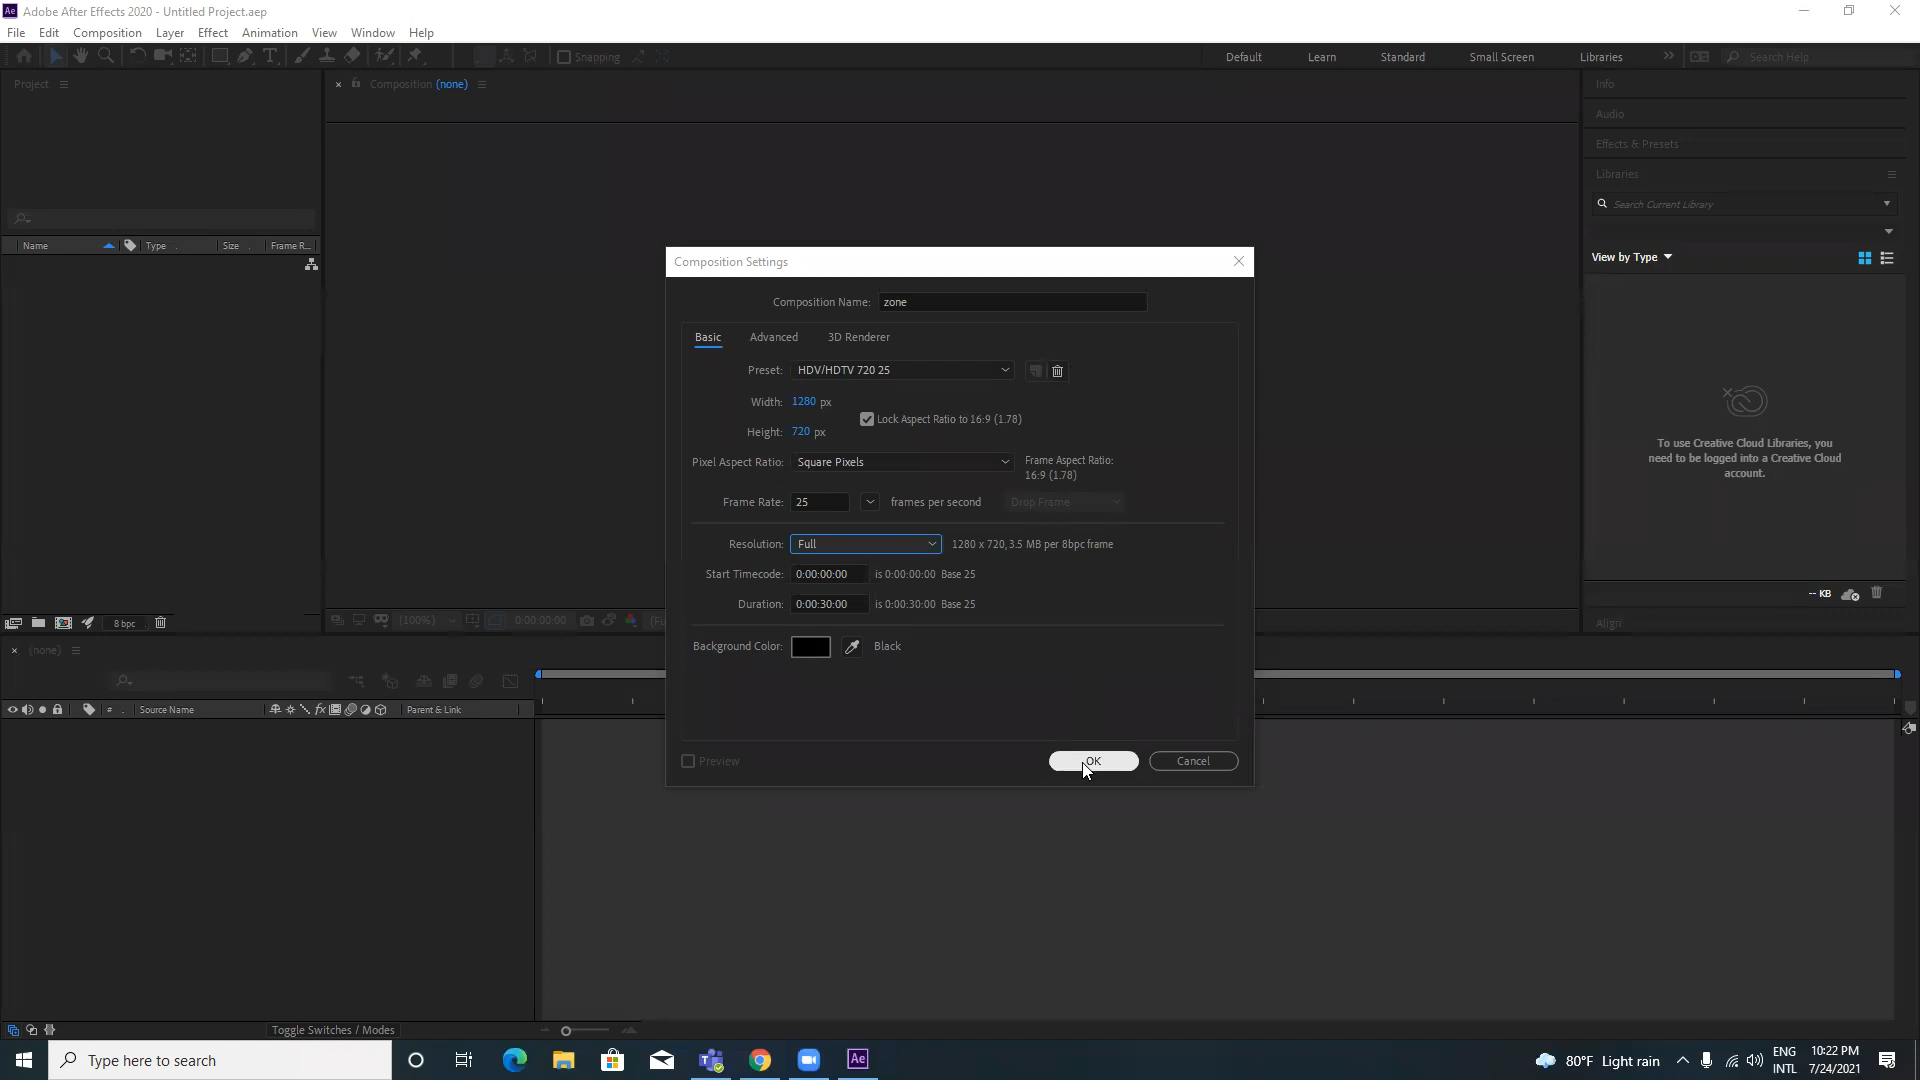 Adobe After Effects 2020 - Untitled Project.aep
File Edit Composition Layer Effect Animation View Window Help
Snapping Default Learn Standard Small Screen Libraries Search Help
Project
Composition (none)
Info
Audio
Effects & Presets
Libraries
Search Current Library
Name Type Size Frame R...
View by Type
To use Creative Cloud Libraries, you
need to be logged into a Creative Cloud
account.
-- KB
Align
Composition Settings
Composition Name: zone
Basic Advanced 3D Renderer
Preset: HDV/HDTV 720 25
Width: 1280 px
Lock Aspect Ratio to 16:9 (1.78)
Height: 720 px
Pixel Aspect Ratio: Square Pixels
Frame Aspect Ratio:
16:9 (1.78)
Frame Rate: 25 frames per second Drop Frame
Resolution: Full 1280 x 720, 3.5 MB per 8bpc frame
Start Timecode: 0:00:00:00 is 0:00:00:00 Base 25
Duration: 0:00:30:00 is 0:00:30:00 Base 25
Background Color: Black
Preview OK Cancel
8 bpc
(100%) 0:00:00:00 (Fu
(none)
# Source Name fx Parent & Link
Toggle Switches / Modes
Type here to search
Ae
80°F Light rain
ENG
INTL
10:22 PM
7/24/2021